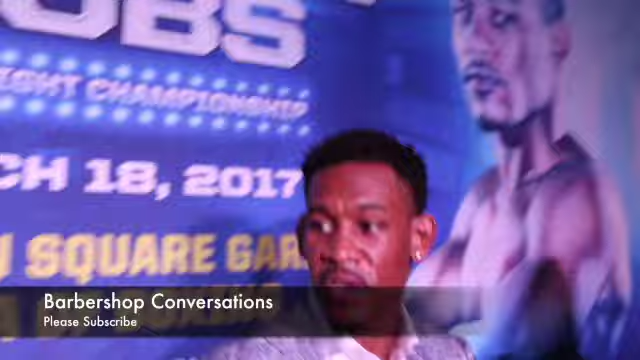 OBS
IGHT CHAMPIONSHIP
CH 18, 2017
SQUARE GAR
Barbershop Conversations
Please Subscribe